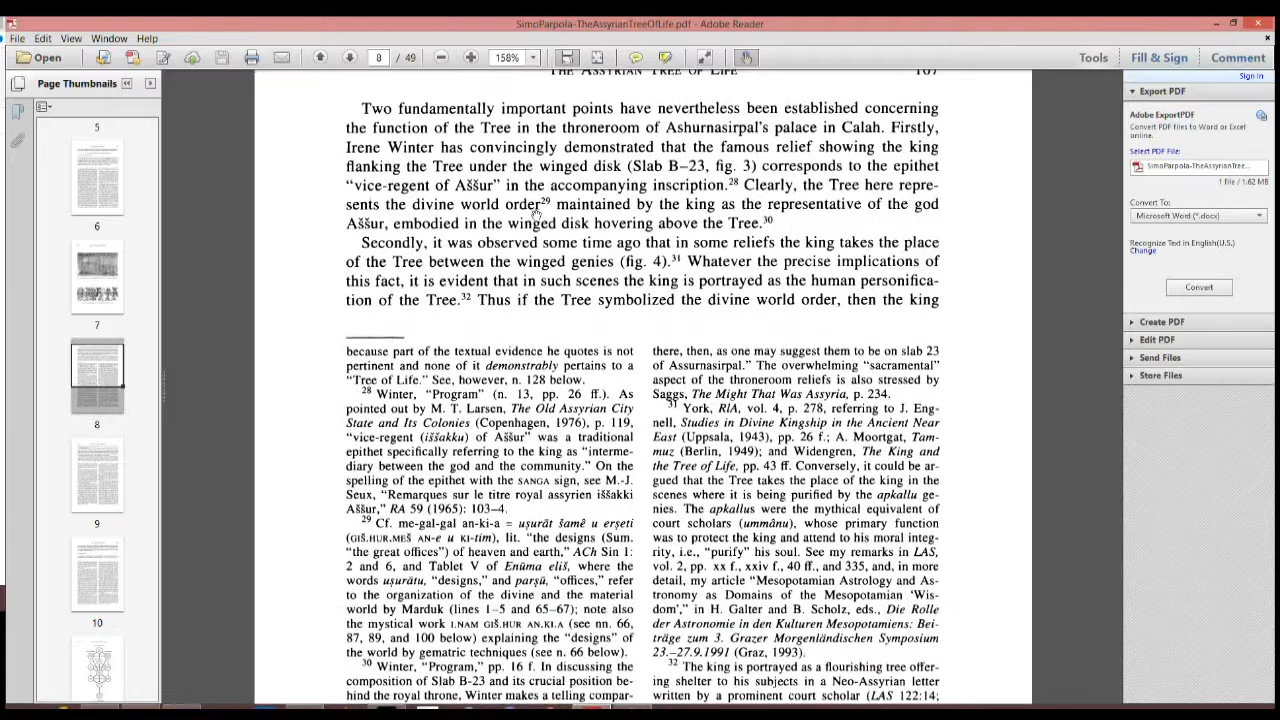 SimoParpola-TheAssyrianTreeOfLife.pdf - Adobe Reader
File Edit View Window Help
Open 8 / 49 158% Tools Fill & Sign Comment
Page Thumbnails
5
6
7
8
9
10
THE ASSYRIAN TREE OF LIFE 167
Two fundamentally important points have nevertheless been established concerning
the function of the Tree in the throneroom of Ashurnasirpal's palace in Calah. Firstly,
Irene Winter has convincingly demonstrated that the famous relief showing the king
flanking the Tree under the winged disk (Slab B–23, fig. 3) corresponds to the epithet
"vice-regent of Aššur" in the accompanying inscription.28 Clearly, the Tree here repre-
sents the divine world order29 maintained by the king as the representative of the god
Aššur, embodied in the winged disk hovering above the Tree.30
Secondly, it was observed some time ago that in some reliefs the king takes the place
of the Tree between the winged genies (fig. 4).31 Whatever the precise implications of
this fact, it is evident that in such scenes the king is portrayed as the human personifica-
tion of the Tree.32 Thus if the Tree symbolized the divine world order, then the king
because part of the textual evidence he quotes is not
pertinent and none of it demonstrably pertains to a
"Tree of Life." See, however, n. 128 below.
28 Winter, "Program" (n. 13, pp. 26 ff.). As
pointed out by M. T. Larsen, The Old Assyrian City
State and Its Colonies (Copenhagen, 1976), p. 119,
"vice-regent (iššakku) of Aššur" was a traditional
epithet specifically referring to the king as "interme-
diary between the god and the community." On the
spelling of the epithet with the SANGA sign, see M.-J.
Seux, "Remarques sur le titre royal assyrien iššakki
Aššur," RA 59 (1965): 103–4.
29 Cf. me-gal-gal an-ki-a = uṣurāt šamê u erṣeti
(GIŠ.HUR.MEŠ AN-e u KI-tim), lit. "the designs (Sum.
"the great offices") of heaven and earth," ACh Sin 1:
2 and 6, and Tablet V of Enūma eliš, where the
words uṣurātu, "designs," and parṣū, "offices," refer
to the organization of the divine and the material
world by Marduk (lines 1–5 and 65–67); note also
the mystical work I.NAM GIŠ.HUR AN.KI.A (see nn. 66,
87, 89, and 100 below) explaining the "designs" of
the world by gematric techniques (see n. 66 below).
30 Winter, "Program," pp. 16 f. In discussing the
composition of Slab B-23 and its crucial position be-
hind the royal throne, Winter makes a telling compar-
there, then, as one may suggest them to be on slab 23
of Assurnasirpal." The overwhelming "sacramental"
aspect of the throneroom reliefs is also stressed by
Saggs, The Might That Was Assyria, p. 234.
31 York, RlA, vol. 4, p. 278, referring to J. Eng-
nell, Studies in Divine Kingship in the Ancient Near
East (Uppsala, 1943), pp. 26 f.; A. Moortgat, Tam-
muz (Berlin, 1949); and Widengren, The King and
the Tree of Life, pp. 43 ff. Conversely, it could be ar-
gued that the Tree takes the place of the king in the
scenes where it is being purified by the apkallu ge-
nies. The apkallus were the mythical equivalent of
court scholars (ummânu), whose primary function
was to protect the king and attend to his moral integ-
rity, i.e., "purify" his soul. See my remarks in LAS,
vol. 2, pp. xx f., xxiv f., 40 ff., and 335, and, in more
detail, my article "Mesopotamian Astrology and As-
tronomy as Domains of the Mesopotamian 'Wis-
dom'," in H. Galter and B. Scholz, eds., Die Rolle
der Astronomie in den Kulturen Mesopotamiens: Bei-
träge zum 3. Grazer Morgenländischen Symposium
23.–27.9.1991 (Graz, 1993).
32 The king is portrayed as a flourishing tree offer-
ing shelter to his subjects in a Neo-Assyrian letter
written by a prominent court scholar (LAS 122:14;
Sign In
Export PDF
Adobe ExportPDF
Convert PDF files to Word or Excel
online.
Select PDF File:
SimoParpola-TheAssyrianTree...
1 file / 1.62 MB
Convert To:
Microsoft Word (*.docx)
Recognize Text in English(U.S.)
Change
Convert
Create PDF
Edit PDF
Send Files
Store Files